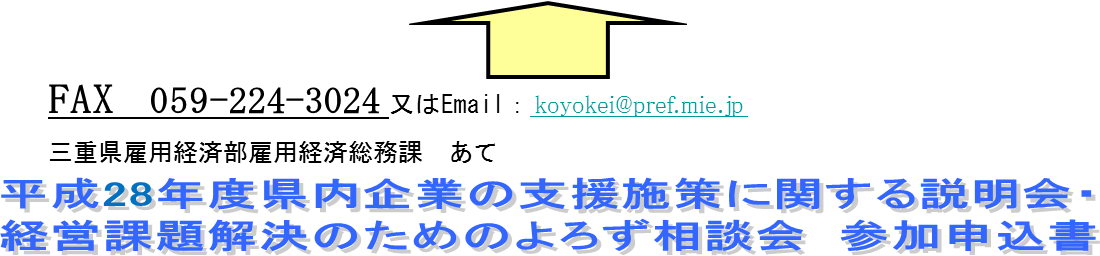 FAX　059-224-3024 又はEmail： koyokei@pref.mie.jp
三重県雇用経済部雇用経済総務課　あて
平成28年度県内企業の支援施策に関する説明会・
経営課題解決のためのよろず相談会　参加申込書